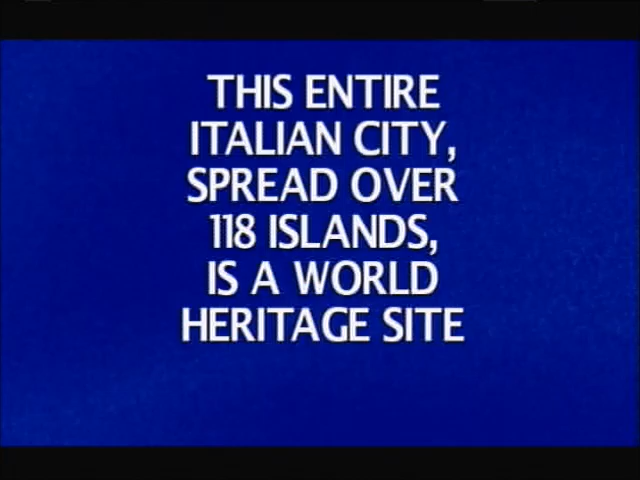 THIS ENTIRE
ITALIAN CITY,
SPREAD OVER
118 ISLANDS,
IS A WORLD
HERITAGE SITE